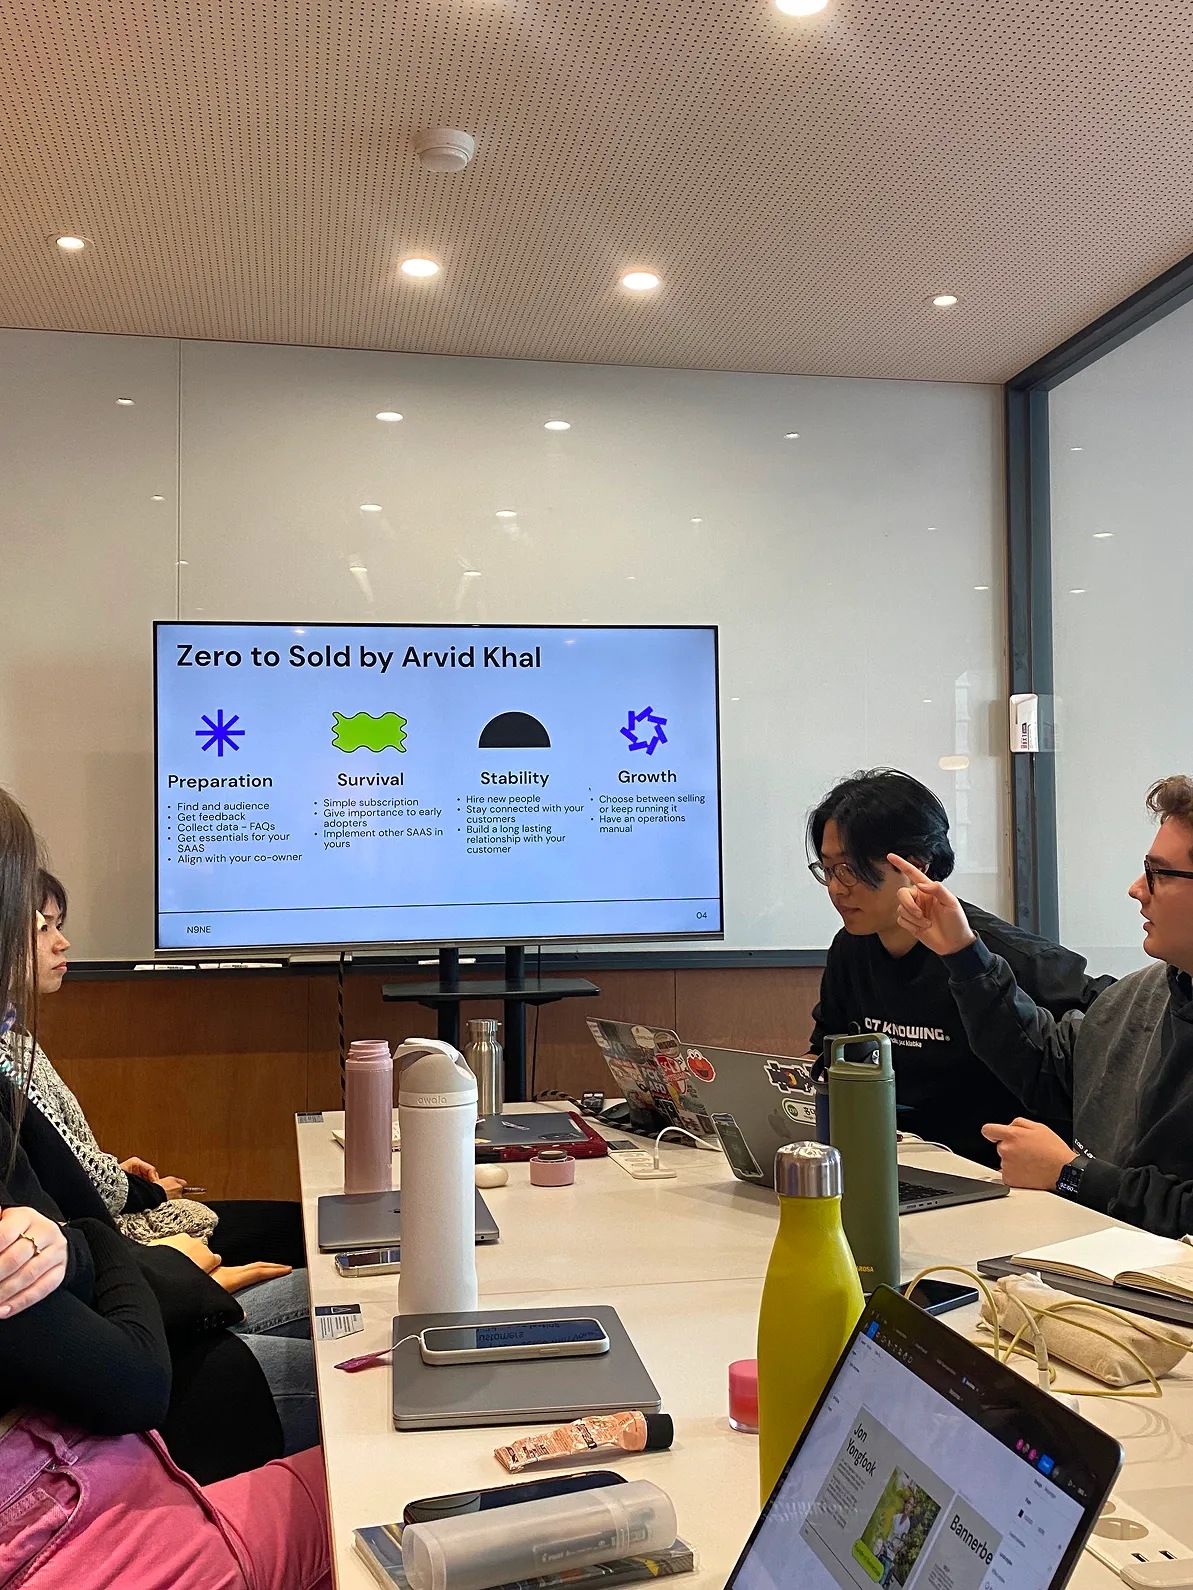 Zero to Sold by Arvid Khal
Preparation
• Find and audience
• Get feedback
• Collect data - FAQs
• Get essentials for your
SAAS
• Align with your co-owner
Survival
• Simple subscription
• Give importance to early
adopters
• Implement other SAAS in
yours
Stability
• Hire new people
• Stay connected with your
customers
• Build a long lasting
relationship with your
customer
Growth
• Choose between selling
or keep running it
• Have an operations
manual
N9NE
04
OT KNOWING
owala
Jon
Yongfook
Bannerbe